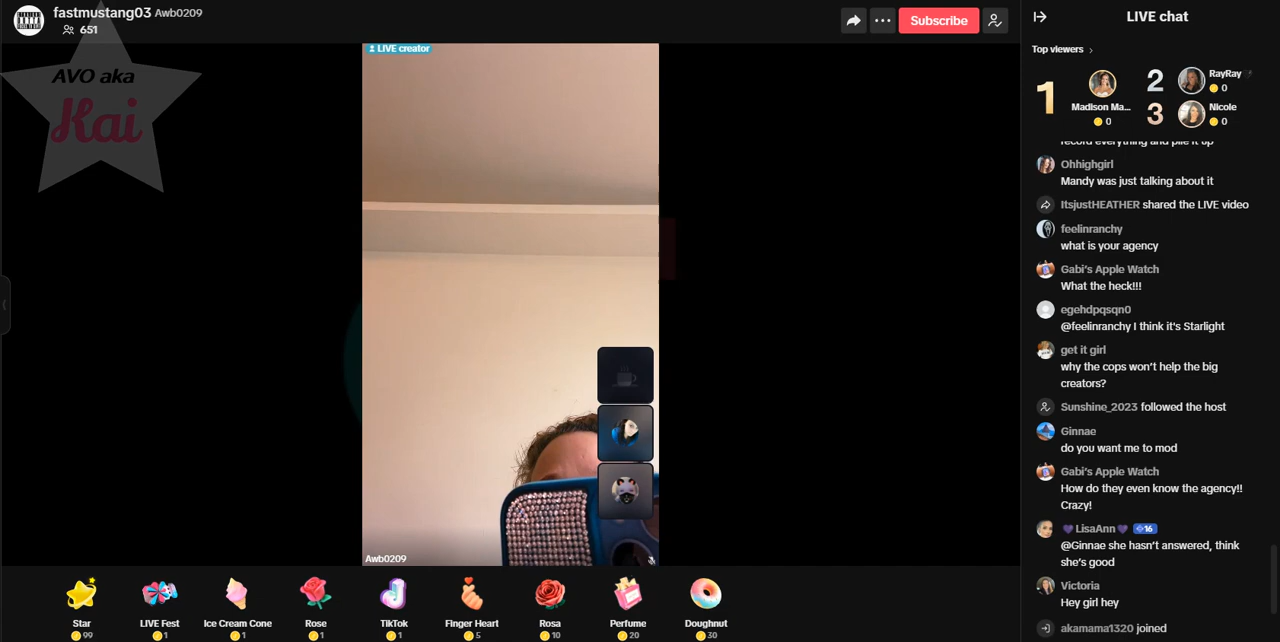 fastmustang03 Awb0209
651
Subscribe
AVO aka
Kai
LIVE creator
Awb0209
Star
99
LIVE Fest
1
Ice Cream Cone
1
Rose
1
TikTok
1
Finger Heart
5
Rosa
10
Perfume
20
Doughnut
30
LIVE chat
Top viewers
1
Madison Ma...
0
2
RayRay
0
3
Nicole
0
record everything and pile it up
Ohhighgirl
Mandy was just talking about it
ItsjustHEATHER shared the LIVE video
feelinranchy
what is your agency
Gabi's Apple Watch
What the heck!!!
egehdpqsqn0
@feelinranchy I think it's Starlight
get it girl
why the cops won't help the big
creators?
Sunshine_2023 followed the host
Ginnae
do you want me to mod
Gabi's Apple Watch
How do they even know the agency!!
Crazy!
💜LisaAnn💜 16
@Ginnae she hasn't answered, think
she's good
Victoria
Hey girl hey
akamama1320 joined